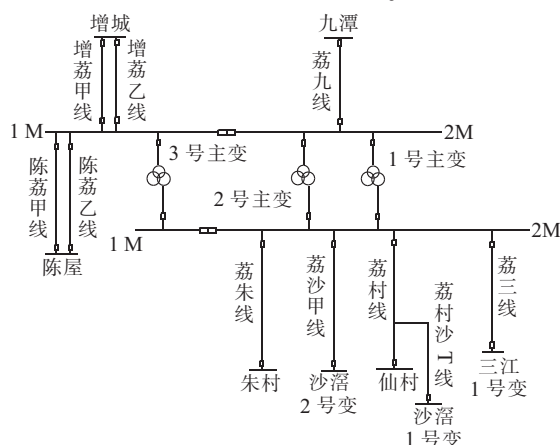 增城
九潭
增荔甲线
增荔乙线
荔九线
1 M
2M
3 号主变
1 号主变
2 号主变
陈荔甲线
陈荔乙线
1 M
2M
陈屋
荔朱线
荔沙甲线
荔村线
荔村沙 T 线
荔三线
朱村
沙滘
2 号变
仙村
沙滘
1 号变
三江
1 号变